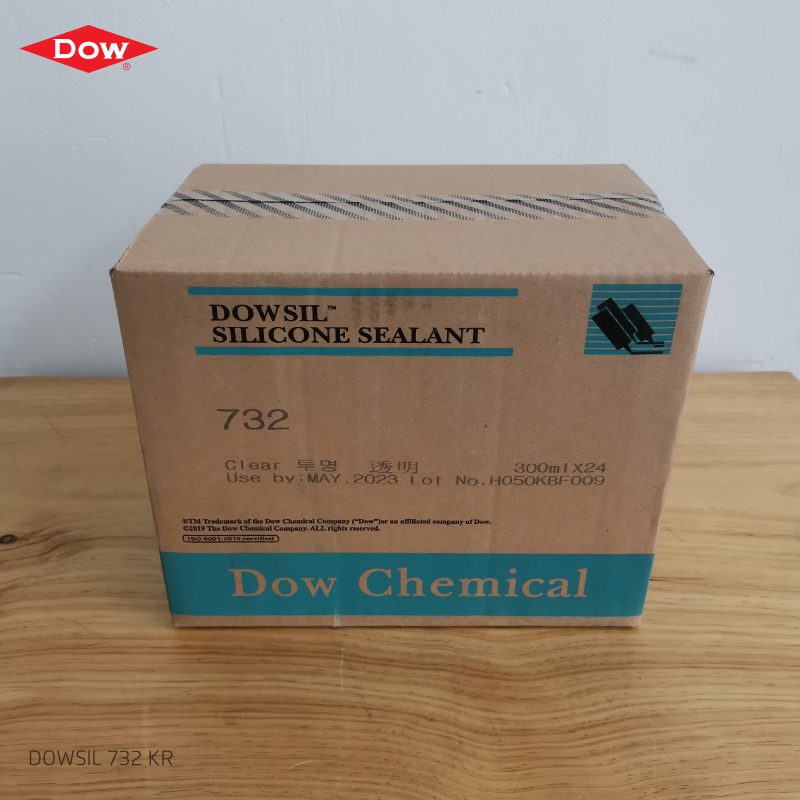 DOW®
DOWSIL™
SILICONE SEALANT
732
Clear 투명 透明 300mlX24
Use by:MAY.2023 Lot No.H050KBF009
®TM Trademark of the Dow Chemical Company ("Dow")or an affiliated company of Dow.
©2019 The Dow Chemical Company. ALL rights reserved.
ISO 9001:2015 certified
Dow Chemical
DOWSIL 732 KR